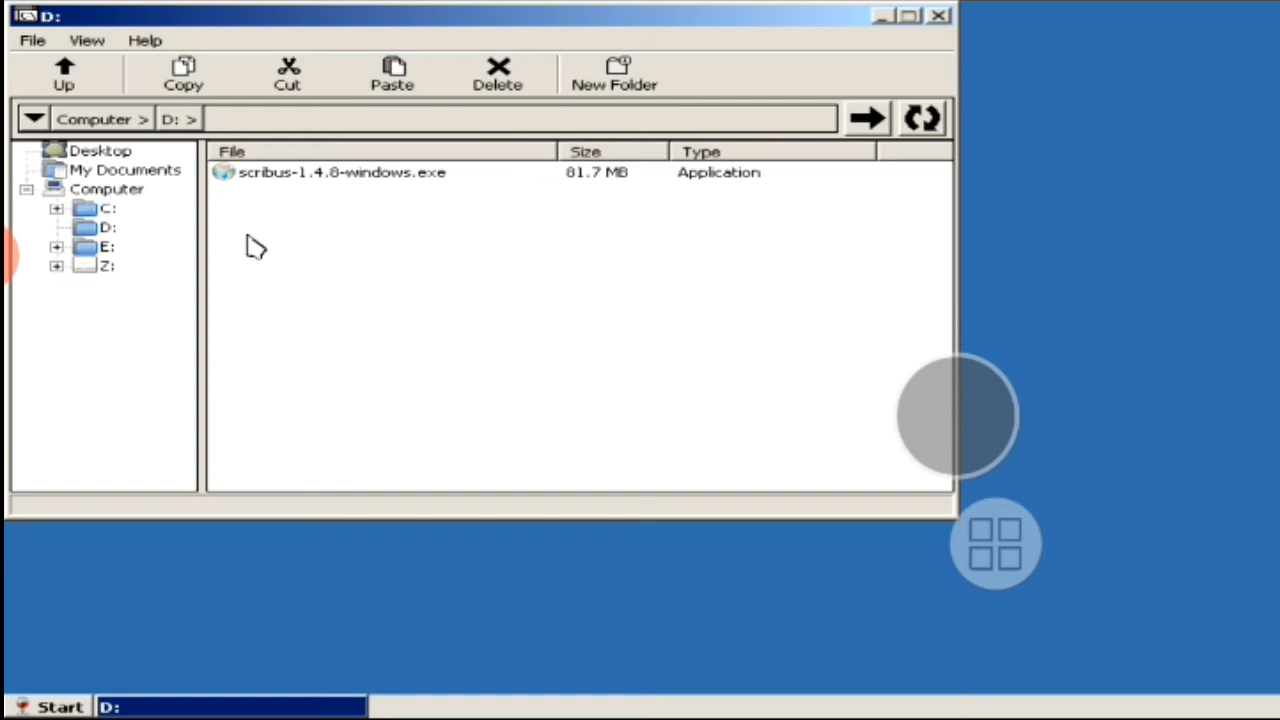 D:
File View Help
Up Copy Cut Paste Delete New Folder
Computer > D: >
Desktop
My Documents
Computer
C:
D:
E:
Z:
File Size Type
scribus-1.4.8-windows.exe 81.7 MB Application
Start D: